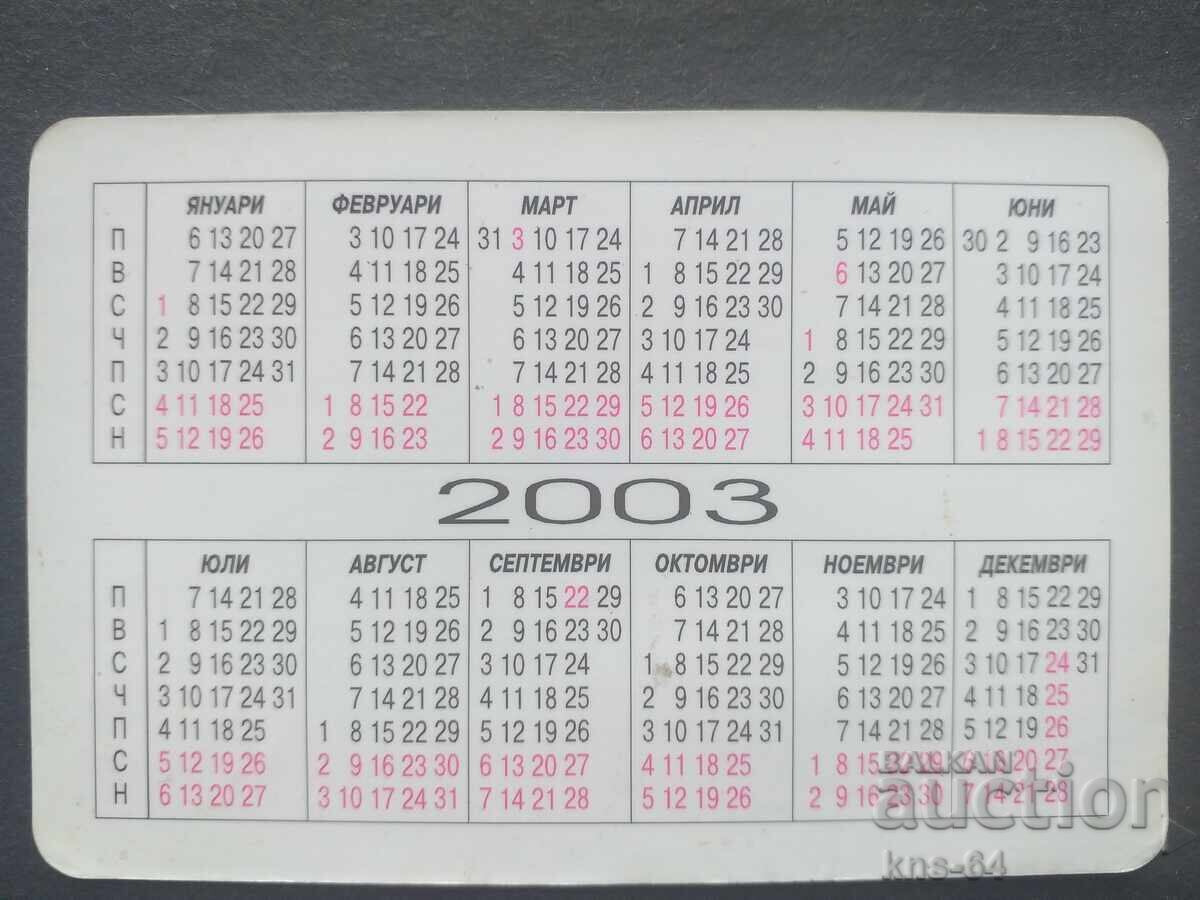 ЯНУАРИ ФЕВРУАРИ МАРТ АПРИЛ МАЙ ЮНИ
П 6 13 20 27 3 10 17 24 31 3 10 17 24 7 14 21 28 5 12 19 26 30 2 9 16 23
В 7 14 21 28 4 11 18 25 4 11 18 25 1 8 15 22 29 6 13 20 27 3 10 17 24
С 1 8 15 22 29 5 12 19 26 5 12 19 26 2 9 16 23 30 7 14 21 28 4 11 18 25
Ч 2 9 16 23 30 6 13 20 27 6 13 20 27 3 10 17 24 1 8 15 22 29 5 12 19 26
П 3 10 17 24 31 7 14 21 28 7 14 21 28 4 11 18 25 2 9 16 23 30 6 13 20 27
С 4 11 18 25 1 8 15 22 1 8 15 22 29 5 12 19 26 3 10 17 24 31 7 14 21 28
Н 5 12 19 26 2 9 16 23 2 9 16 23 30 6 13 20 27 4 11 18 25 1 8 15 22 29
2003
ЮЛИ АВГУСТ СЕПТЕМВРИ ОКТОМВРИ НОЕМВРИ ДЕКЕМВРИ
П 7 14 21 28 4 11 18 25 1 8 15 22 29 6 13 20 27 3 10 17 24 1 8 15 22 29
В 1 8 15 22 29 5 12 19 26 2 9 16 23 30 7 14 21 28 4 11 18 25 2 9 16 23 30
С 2 9 16 23 30 6 13 20 27 3 10 17 24 1 8 15 22 29 5 12 19 26 3 10 17 24 31
Ч 3 10 17 24 31 7 14 21 28 4 11 18 25 2 9 16 23 30 6 13 20 27 4 11 18 25
П 4 11 18 25 1 8 15 22 29 5 12 19 26 3 10 17 24 31 7 14 21 28 5 12 19 26
С 5 12 19 26 2 9 16 23 30 6 13 20 27 4 11 18 25 1 8 15 22 29 6 13 20 27
Н 6 13 20 27 3 10 17 24 31 7 14 21 28 5 12 19 26 2 9 16 23 30 7 14 21 28
BALKAN
auction
kns-64